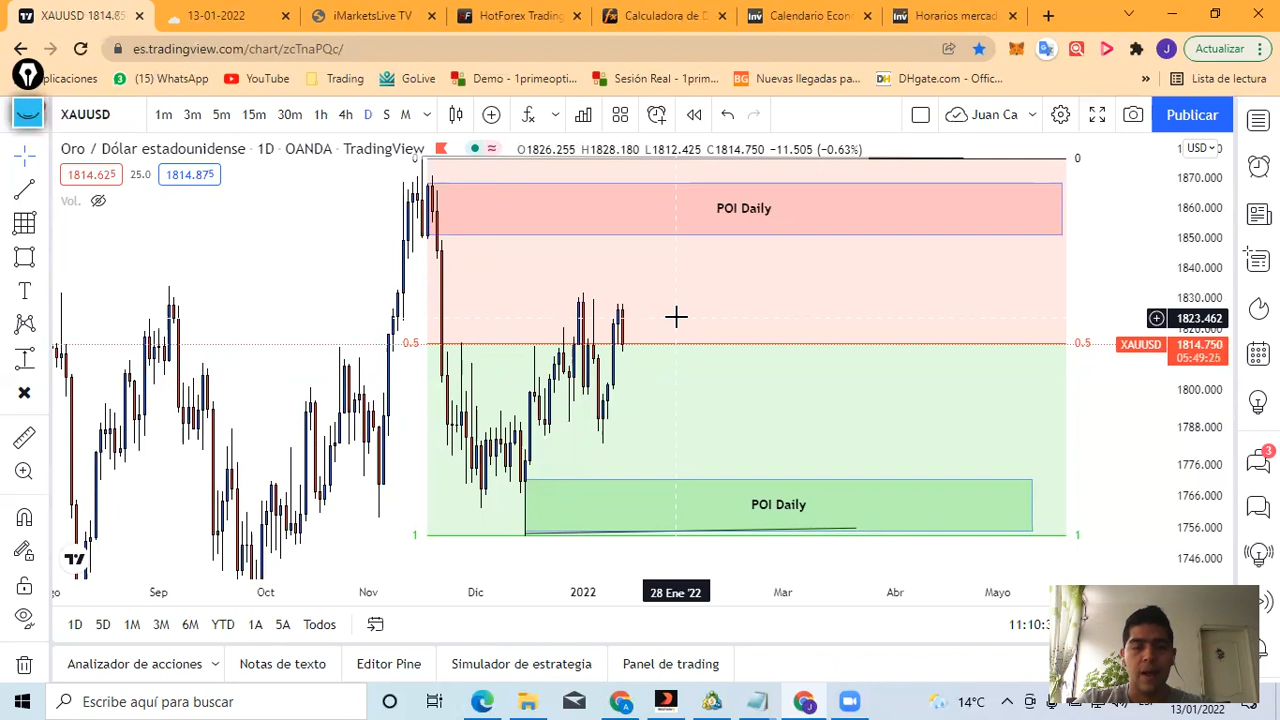 XAUUSD 1814.85
13-01-2022
iMarketsLive TV
HotForex Trading
Calculadora de D
Calendario Econ
Horarios mercad
es.tradingview.com/chart/zcTnaPQc/
J
Actualizar
plicaciones
(15) WhatsApp
YouTube
Trading
GoLive
Demo - 1primeopti...
Sesión Real - 1prim...
BG Nuevas llegadas pa...
DH DHgate.com - Offic...
»
Lista de lectura
XAUUSD
1m 3m 5m 15m 30m 1h 4h D S M
Juan Ca
Publicar
Oro / Dólar estadounidense · 1D · OANDA · TradingView
O1826.255 H1828.180 L1812.425 C1814.750 −11.505 (−0.63%)
USD
1814.625 25.0 1814.875
Vol.
0
0
POI Daily
0.5
0.5
POI Daily
1
1
1870.000
1860.000
1850.000
1840.000
1830.000
1823.462
1820.000
XAUUSD 1814.750
05:49:26
1800.000
1788.000
1776.000
1766.000
1756.000
1746.000
3
go Sep Oct Nov Dic 2022 28 Ene '22 Mar Abr Mayo
1D 5D 1M 3M 6M YTD 1A 5A Todos
11:10:3
Analizador de acciones
Notas de texto
Editor Pine
Simulador de estrategia
Panel de trading
Escribe aquí para buscar
14°C
13/01/2022